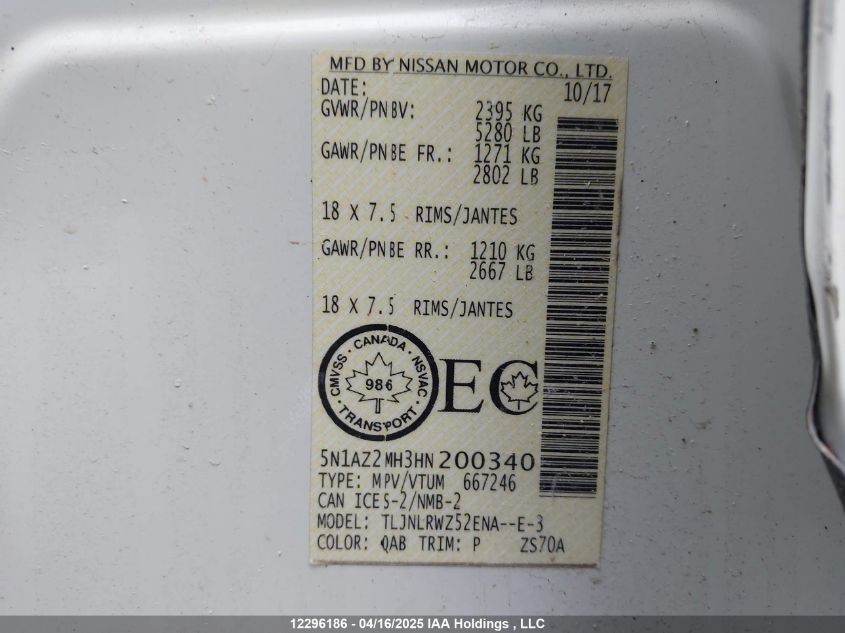 MFD BY NISSAN MOTOR CO., LTD.
DATE: 10/17
GVWR/PNBV: 2395 KG
5280 LB
GAWR/PNBE FR.: 1271 KG
2802 LB
18 X 7.5 RIMS/JANTES
GAWR/PNBE RR.: 1210 KG
2667 LB
18 X 7.5 RIMS/JANTES
CMVSS · CANADA · NSVAC
986
· TRANSPORT ·
EC
5N1AZ2MH3HN200340
TYPE: MPV/VTUM 667246
CAN ICES-2/NMB-2
MODEL: TLJNLRWZ52ENA--E-3
COLOR: QAB TRIM: P ZS70A
12296186 - 04/16/2025 IAA Holdings , LLC